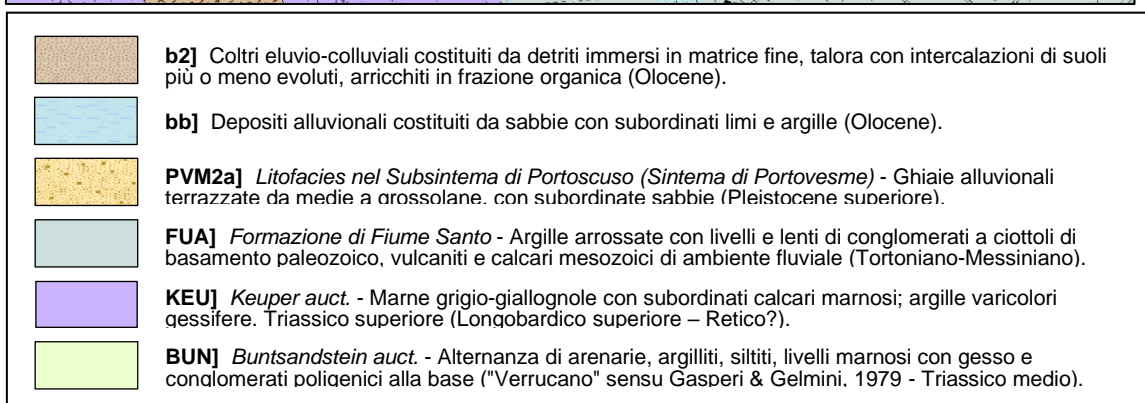 b2] Coltri eluvio-colluviali costituiti da detriti immersi in matrice fine, talora con intercalazioni di suoli
più o meno evoluti, arricchiti in frazione organica (Olocene).
bb] Depositi alluvionali costituiti da sabbie con subordinati limi e argille (Olocene).
PVM2a] Litofacies nel Subsintema di Portoscuso (Sintema di Portovesme) - Ghiaie alluvionali
terrazzate da medie a grossolane, con subordinate sabbie (Pleistocene superiore).
FUA] Formazione di Fiume Santo - Argille arrossate con livelli e lenti di conglomerati a ciottoli di
basamento paleozoico, vulcaniti e calcari mesozoici di ambiente fluviale (Tortoniano-Messiniano).
KEU] Keuper auct. - Marne grigio-giallognole con subordinati calcari marnosi; argille varicolori
gessifere. Triassico superiore (Longobardico superiore – Retico?).
BUN] Buntsandstein auct. - Alternanza di arenarie, argilliti, siltiti, livelli marnosi con gesso e
conglomerati poligenici alla base ("Verrucano" sensu Gasperi & Gelmini, 1979 - Triassico medio).